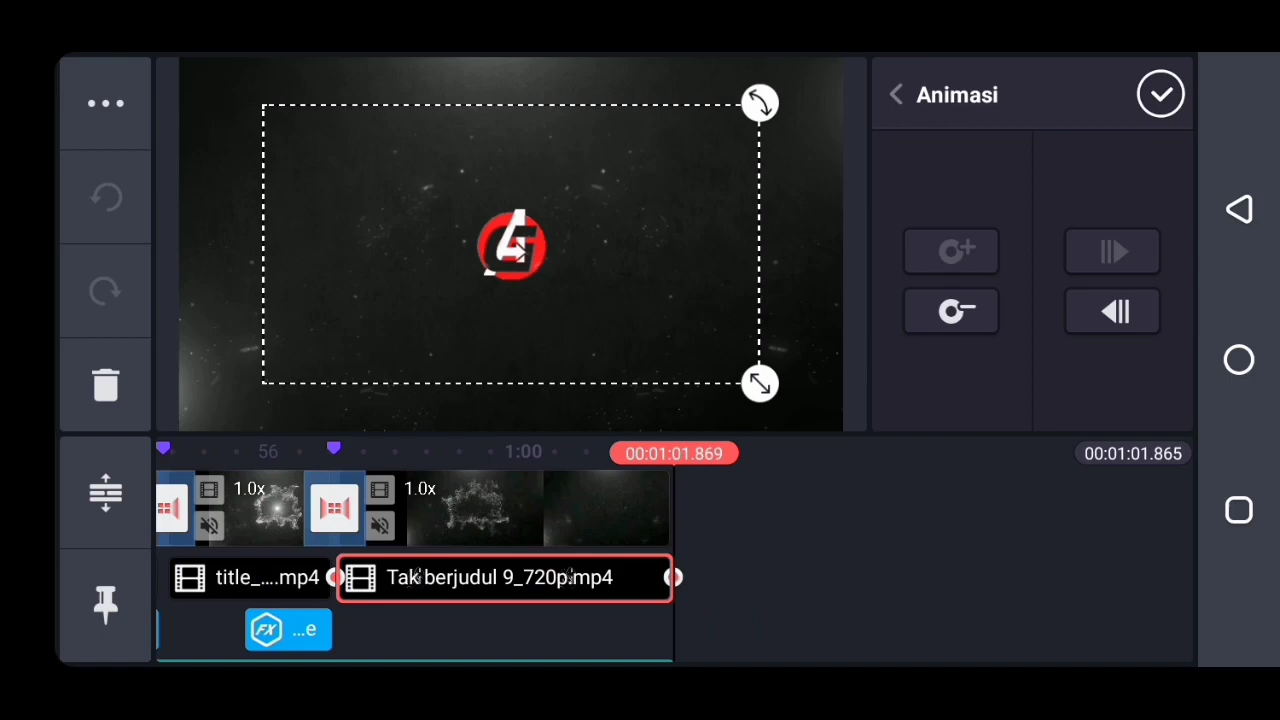 Animasi
56
1:00
00:01:01.869
00:01:01.865
1.0x
1.0x
title_....mp4
Tak berjudul 9_720p.mp4
FX
...e